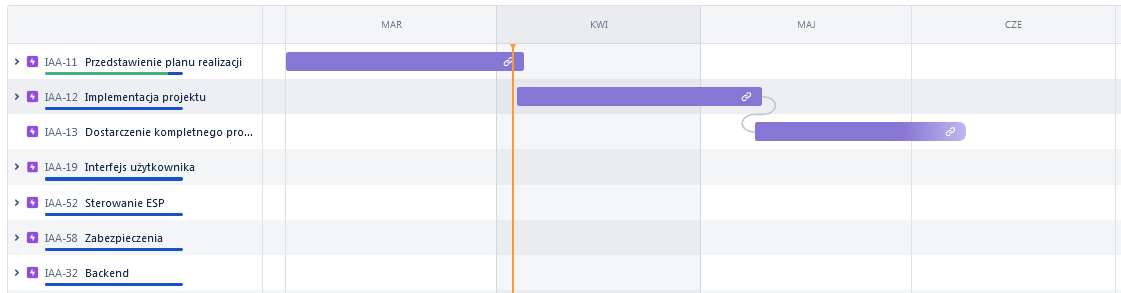 MAR KWI MAJ CZE
IAA-11 Przedstawienie planu realizacji
IAA-12 Implementacja projektu
IAA-13 Dostarczenie kompletnego pro...
IAA-19 Interfejs użytkownika
IAA-52 Sterowanie ESP
IAA-58 Zabezpieczenia
IAA-32 Backend